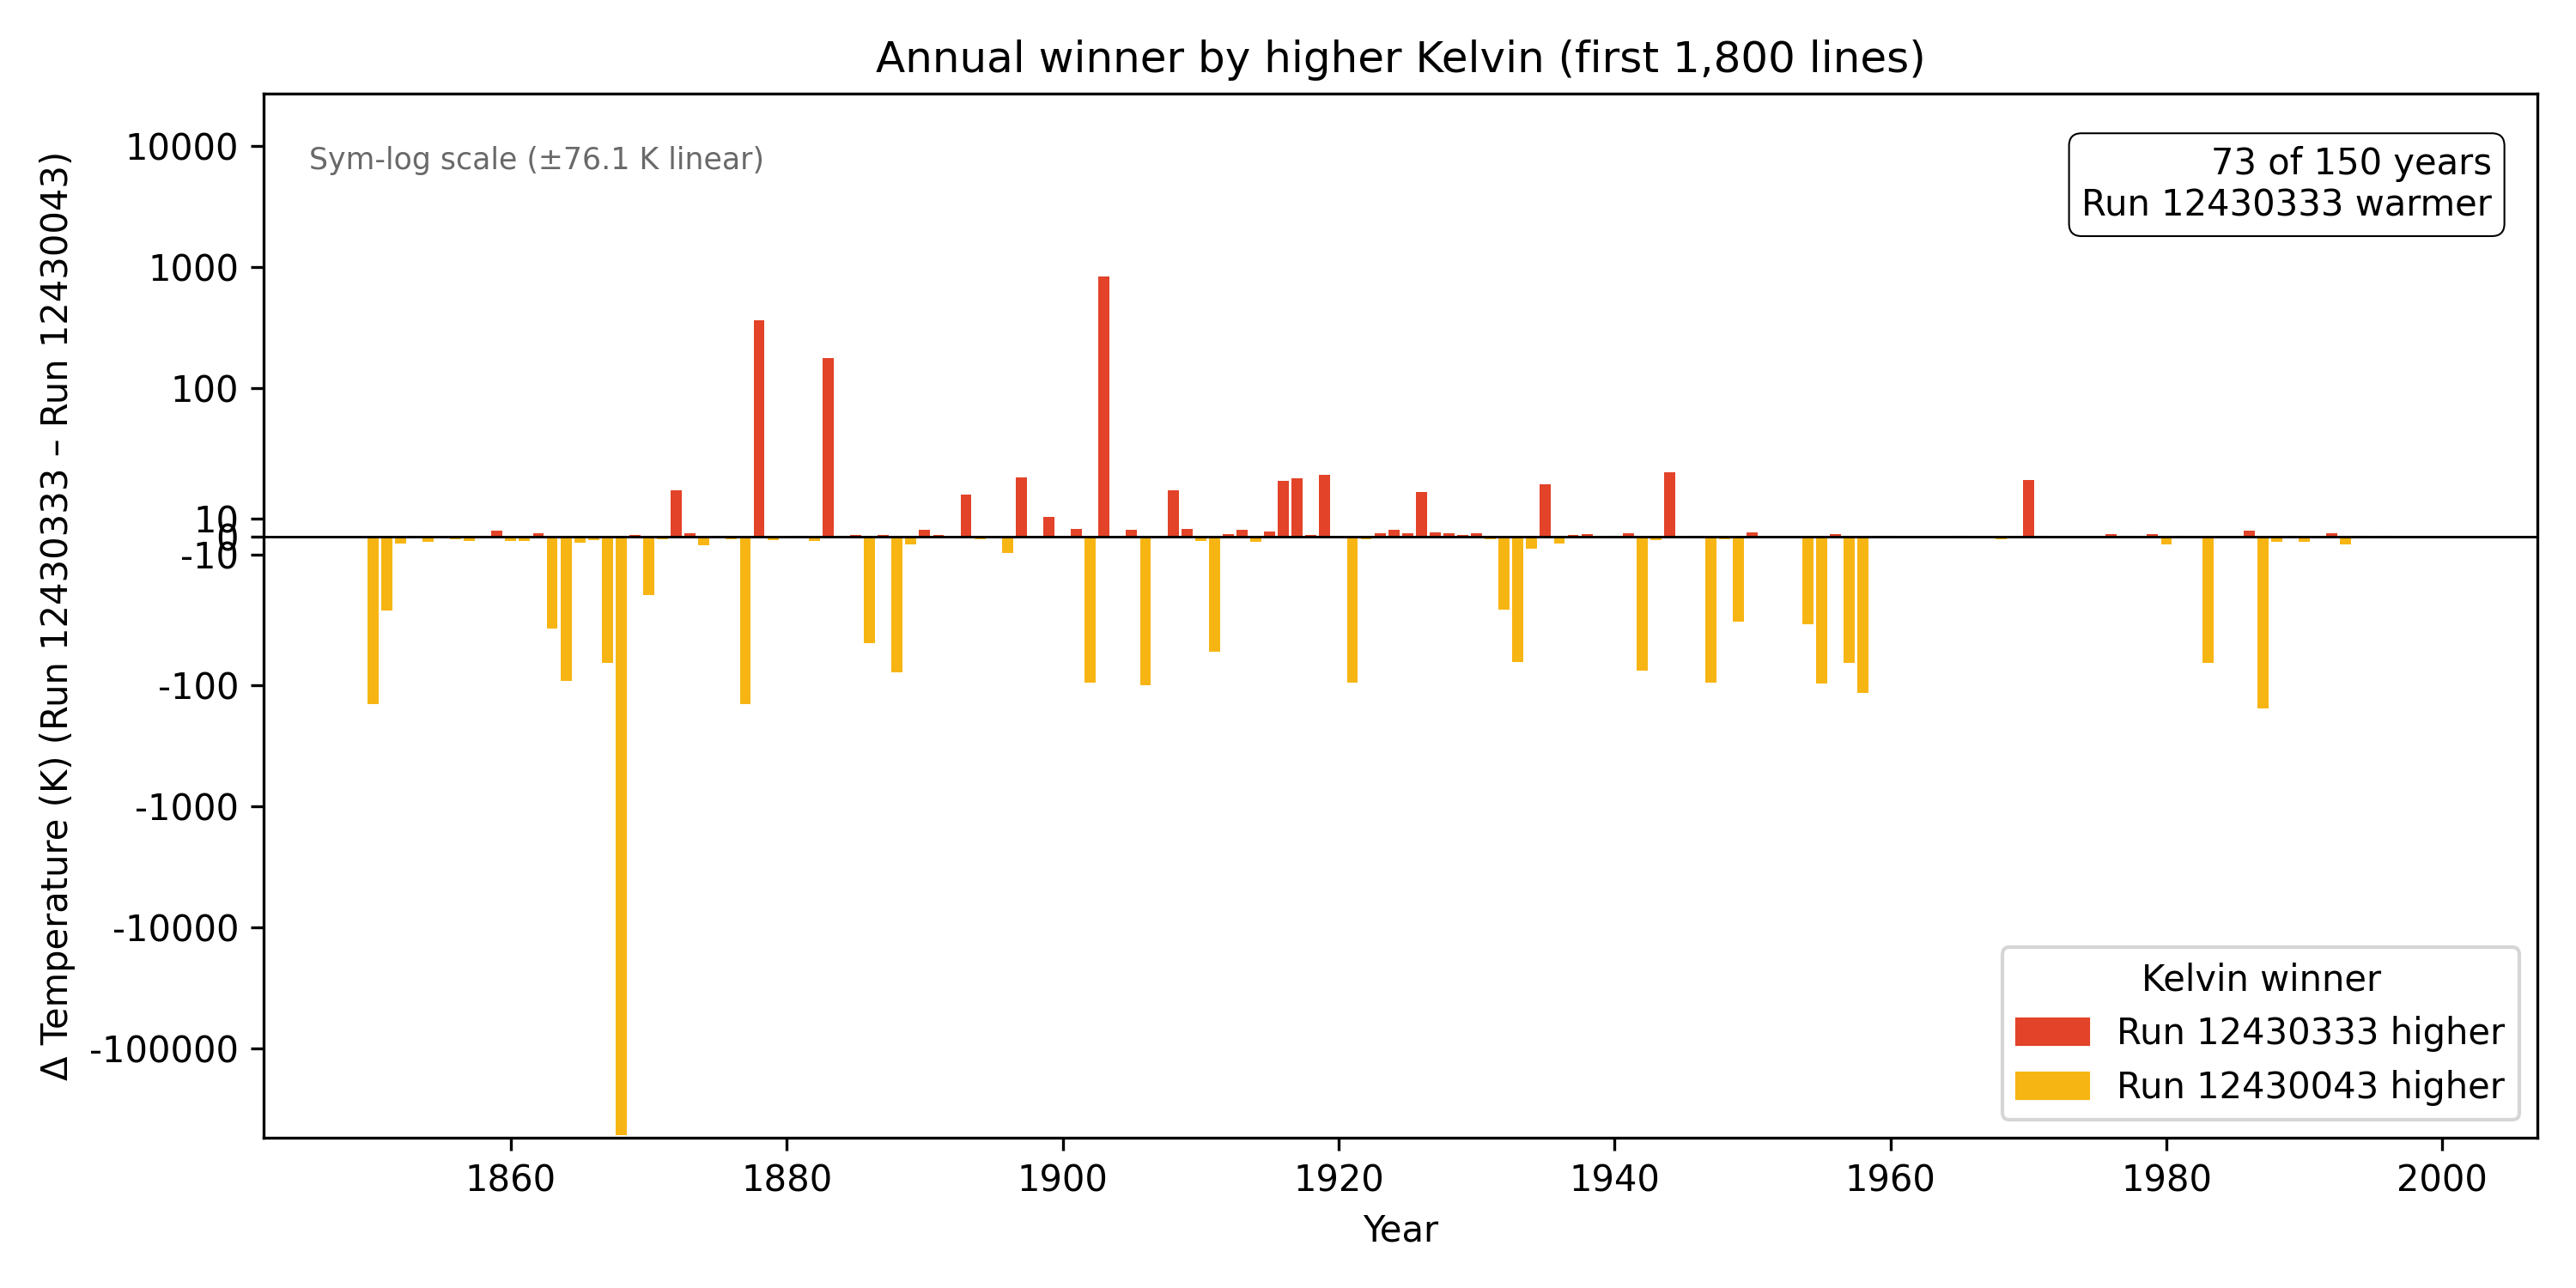 Annual winner by higher Kelvin (first 1,800 lines)
Sym-log scale (±76.1 K linear)
73 of 150 years
Run 12430333 warmer
Δ Temperature (K) (Run 12430333 – Run 12430043)
10000
1000
100
10
0
-10
-100
-1000
-10000
-100000
Kelvin winner
Run 12430333 higher
Run 12430043 higher
1860 1880 1900 1920 1940 1960 1980 2000
Year